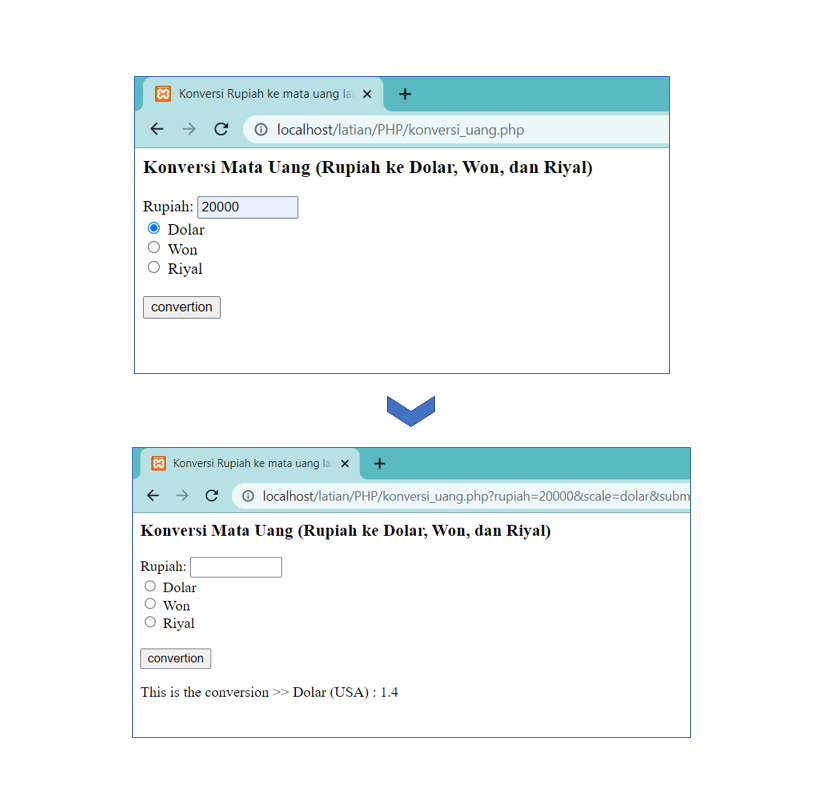 Konversi Rupiah ke mata uang la
localhost/latian/PHP/konversi_uang.php
Konversi Mata Uang (Rupiah ke Dolar, Won, dan Riyal)
Rupiah: 20000
Dolar
Won
Riyal
convertion
Konversi Rupiah ke mata uang la
localhost/latian/PHP/konversi_uang.php?rupiah=20000&scale=dolar&subm
Konversi Mata Uang (Rupiah ke Dolar, Won, dan Riyal)
Rupiah:
Dolar
Won
Riyal
convertion
This is the conversion >> Dolar (USA) : 1.4